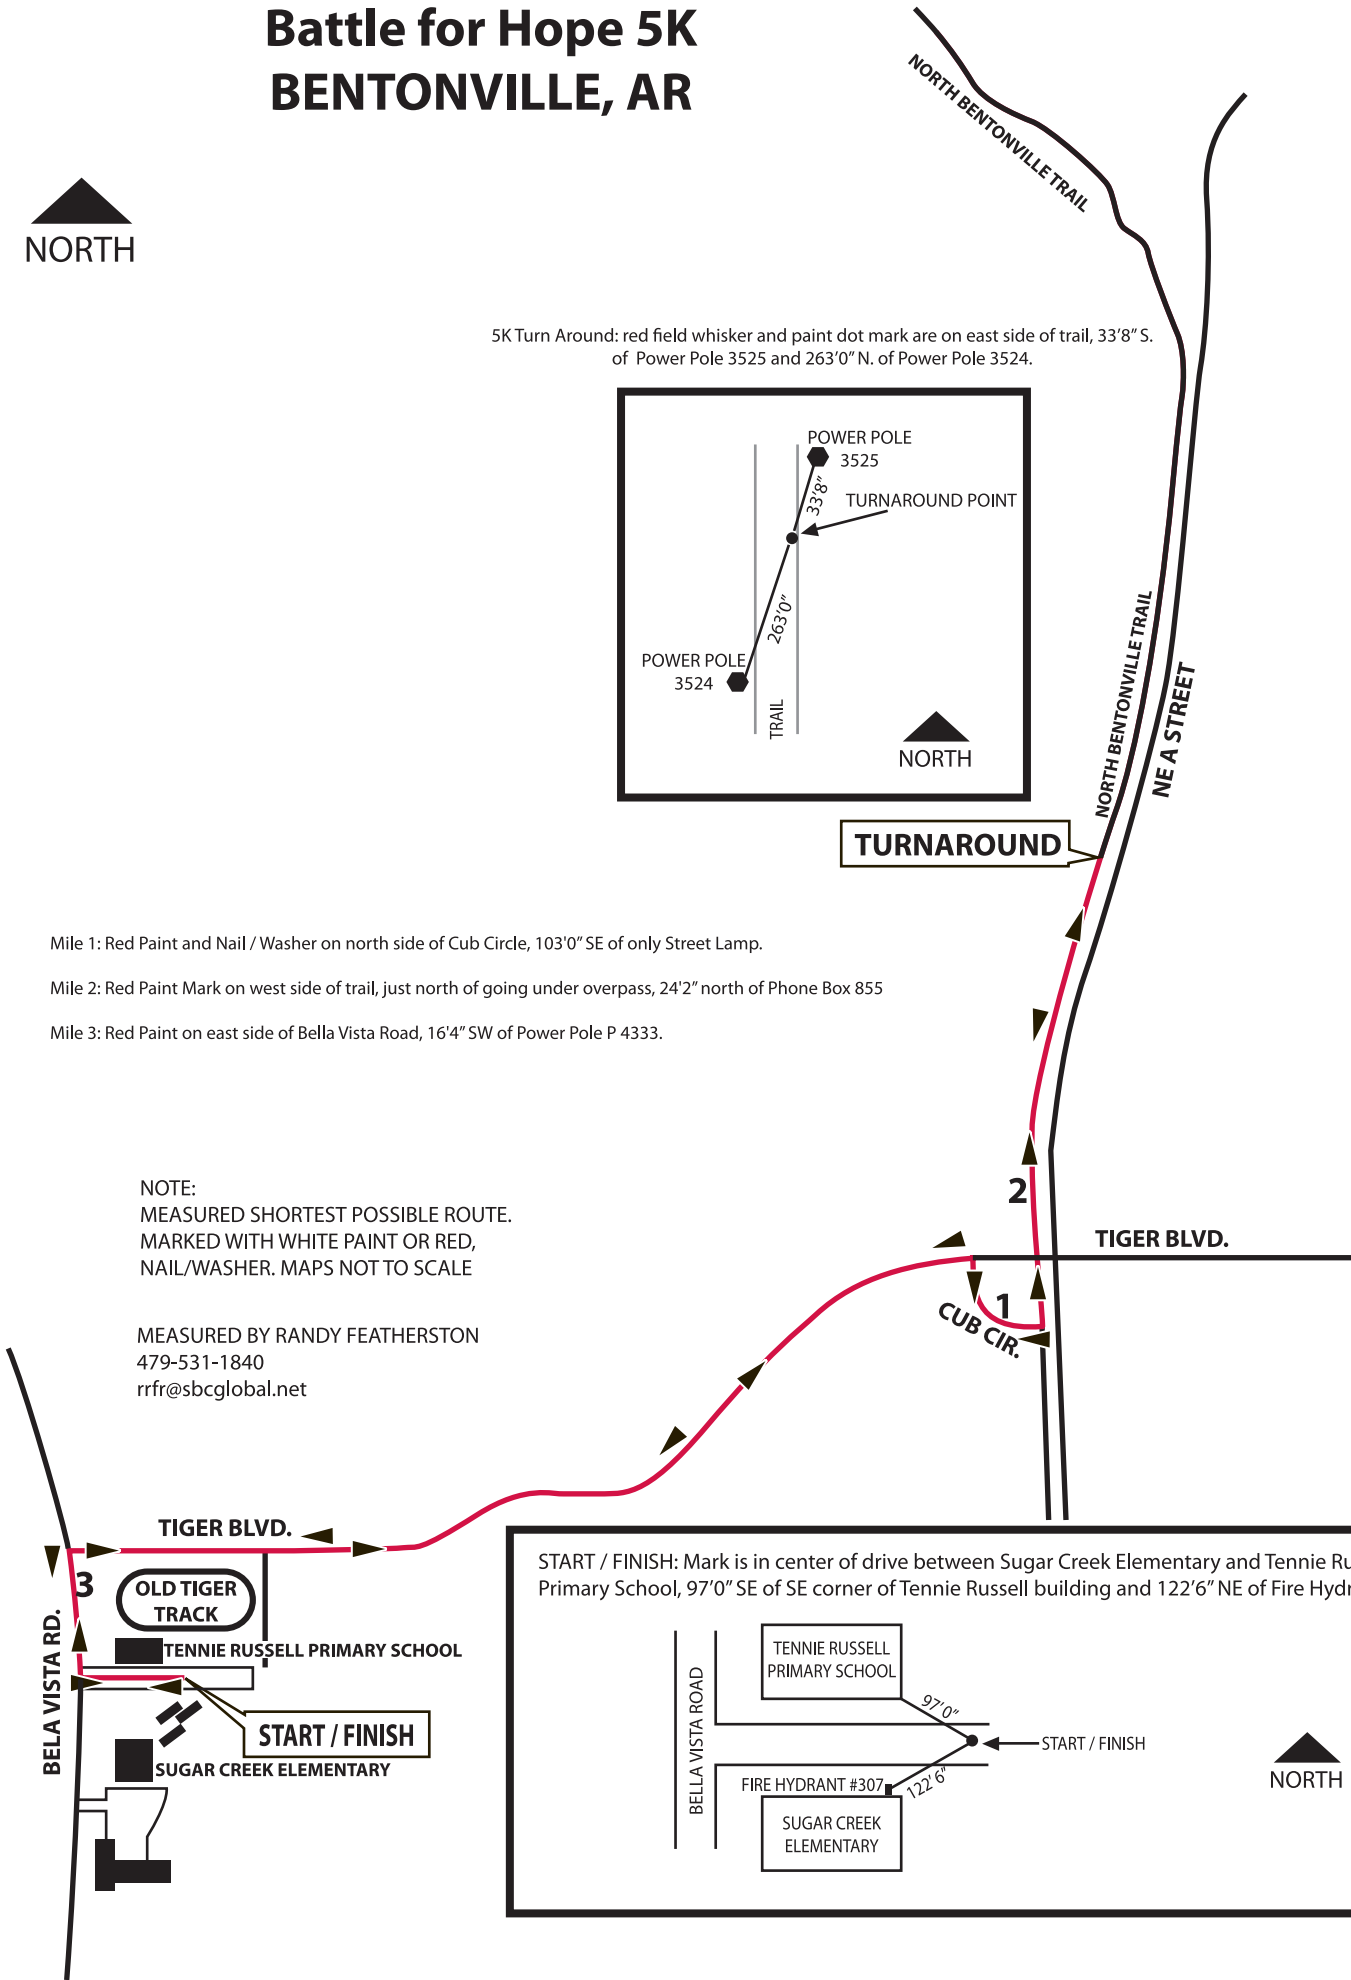 Battle for Hope 5K
BENTONVILLE, AR
NORTH BENTONVILLE TRAIL
NORTH
5K Turn Around: red field whisker and paint dot mark are on east side of trail, 33'8" S.
of Power Pole 3525 and 263'0" N. of Power Pole 3524.
POWER POLE
3525
33'8"
TURNAROUND POINT
263'0"
POWER POLE
3524
TRAIL
NORTH
NORTH BENTONVILLE TRAIL
NE A STREET
TURNAROUND
Mile 1: Red Paint and Nail / Washer on north side of Cub Circle, 103'0" SE of only Street Lamp.
Mile 2: Red Paint Mark on west side of trail, just north of going under overpass, 24'2" north of Phone Box 855
Mile 3: Red Paint on east side of Bella Vista Road, 16'4" SW of Power Pole P 4333.
NOTE:
MEASURED SHORTEST POSSIBLE ROUTE.
MARKED WITH WHITE PAINT OR RED,
NAIL/WASHER. MAPS NOT TO SCALE
2
TIGER BLVD.
1
CUB CIR.
MEASURED BY RANDY FEATHERSTON
479-531-1840
rrfr@sbcglobal.net
TIGER BLVD.
3
OLD TIGER
TRACK
BELA VISTA RD.
TENNIE RUSSELL PRIMARY SCHOOL
START / FINISH
SUGAR CREEK ELEMENTARY
START / FINISH: Mark is in center of drive between Sugar Creek Elementary and Tennie Ru
Primary School, 97'0" SE of SE corner of Tennie Russell building and 122'6" NE of Fire Hydr
TENNIE RUSSELL
PRIMARY SCHOOL
BELLA VISTA ROAD
97'0"
START / FINISH
FIRE HYDRANT #307
122'6"
SUGAR CREEK
ELEMENTARY
NORTH